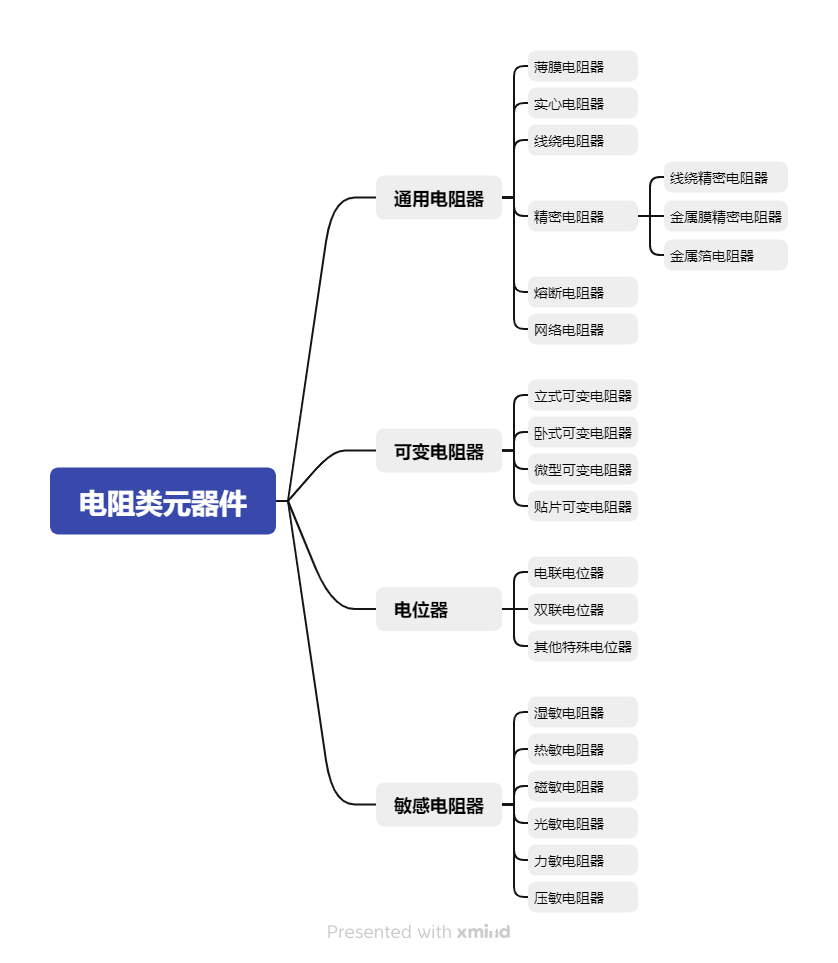 电阻类元器件
通用电阻器
薄膜电阻器
实心电阻器
线绕电阻器
精密电阻器
线绕精密电阻器
金属膜精密电阻器
金属箔电阻器
熔断电阻器
网络电阻器
可变电阻器
立式可变电阻器
卧式可变电阻器
微型可变电阻器
贴片可变电阻器
电位器
电联电位器
双联电位器
其他特殊电位器
敏感电阻器
湿敏电阻器
热敏电阻器
磁敏电阻器
光敏电阻器
力敏电阻器
压敏电阻器
Presented with xmind